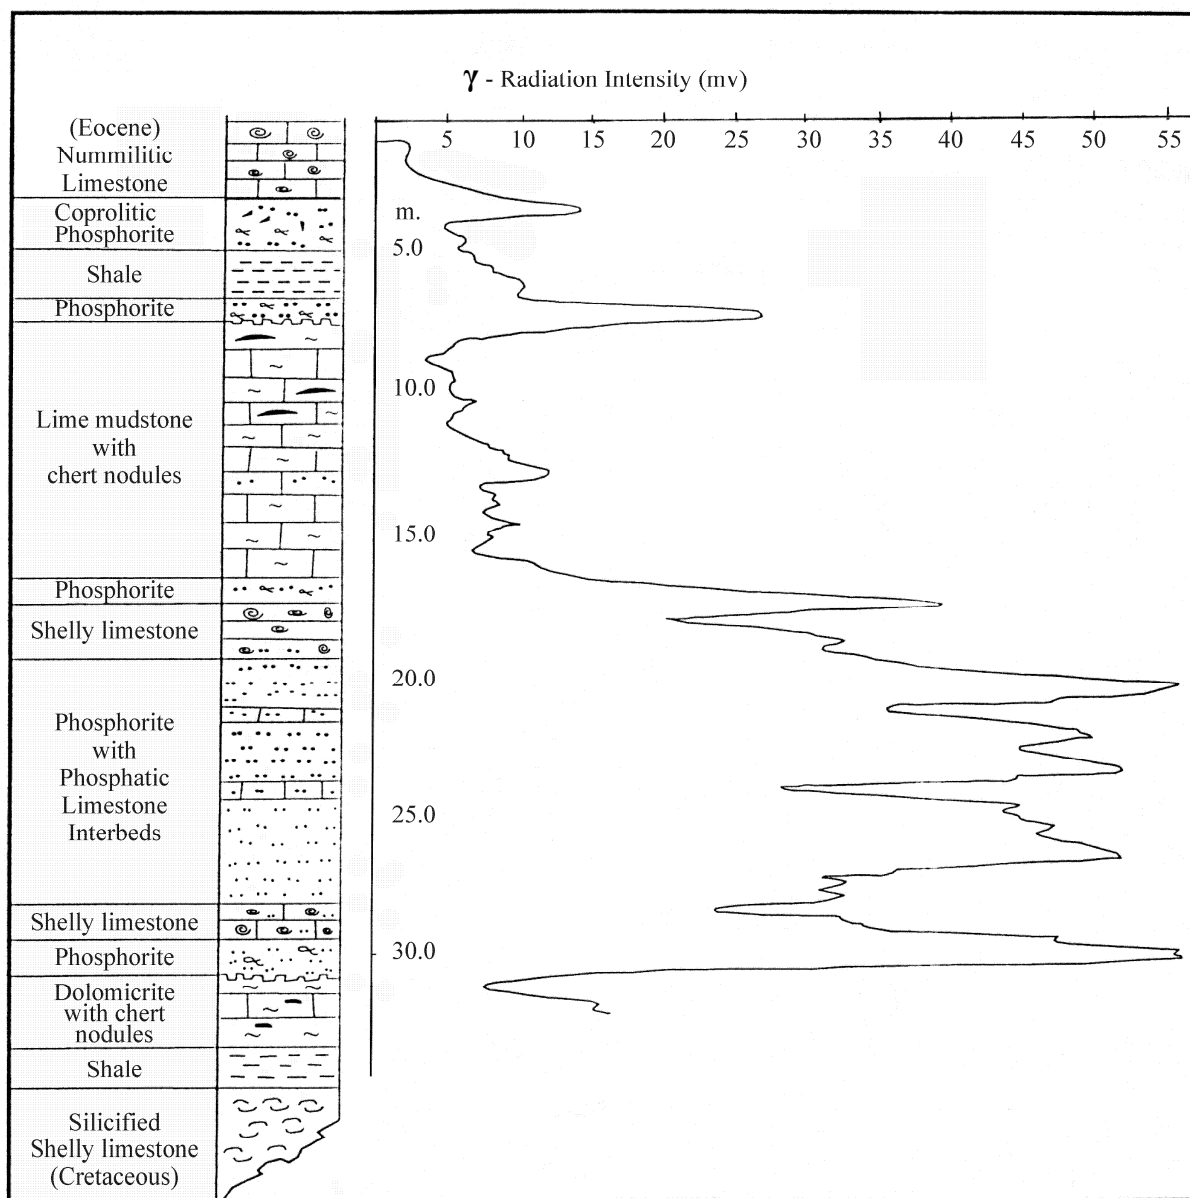 γ - Radiation Intensity (mv)
5 10 15 20 25 30 35 40 45 50 55
(Eocene)
Nummilitic
Limestone
Coprolitic
Phosphorite
Shale
Phosphorite
Lime mudstone
with
chert nodules
Phosphorite
Shelly limestone
Phosphorite
with
Phosphatic
Limestone
Interbeds
Shelly limestone
Phosphorite
Dolomicrite
with chert
nodules
Shale
Silicified
Shelly limestone
(Cretaceous)
m.
5.0
10.0
15.0
20.0
25.0
30.0